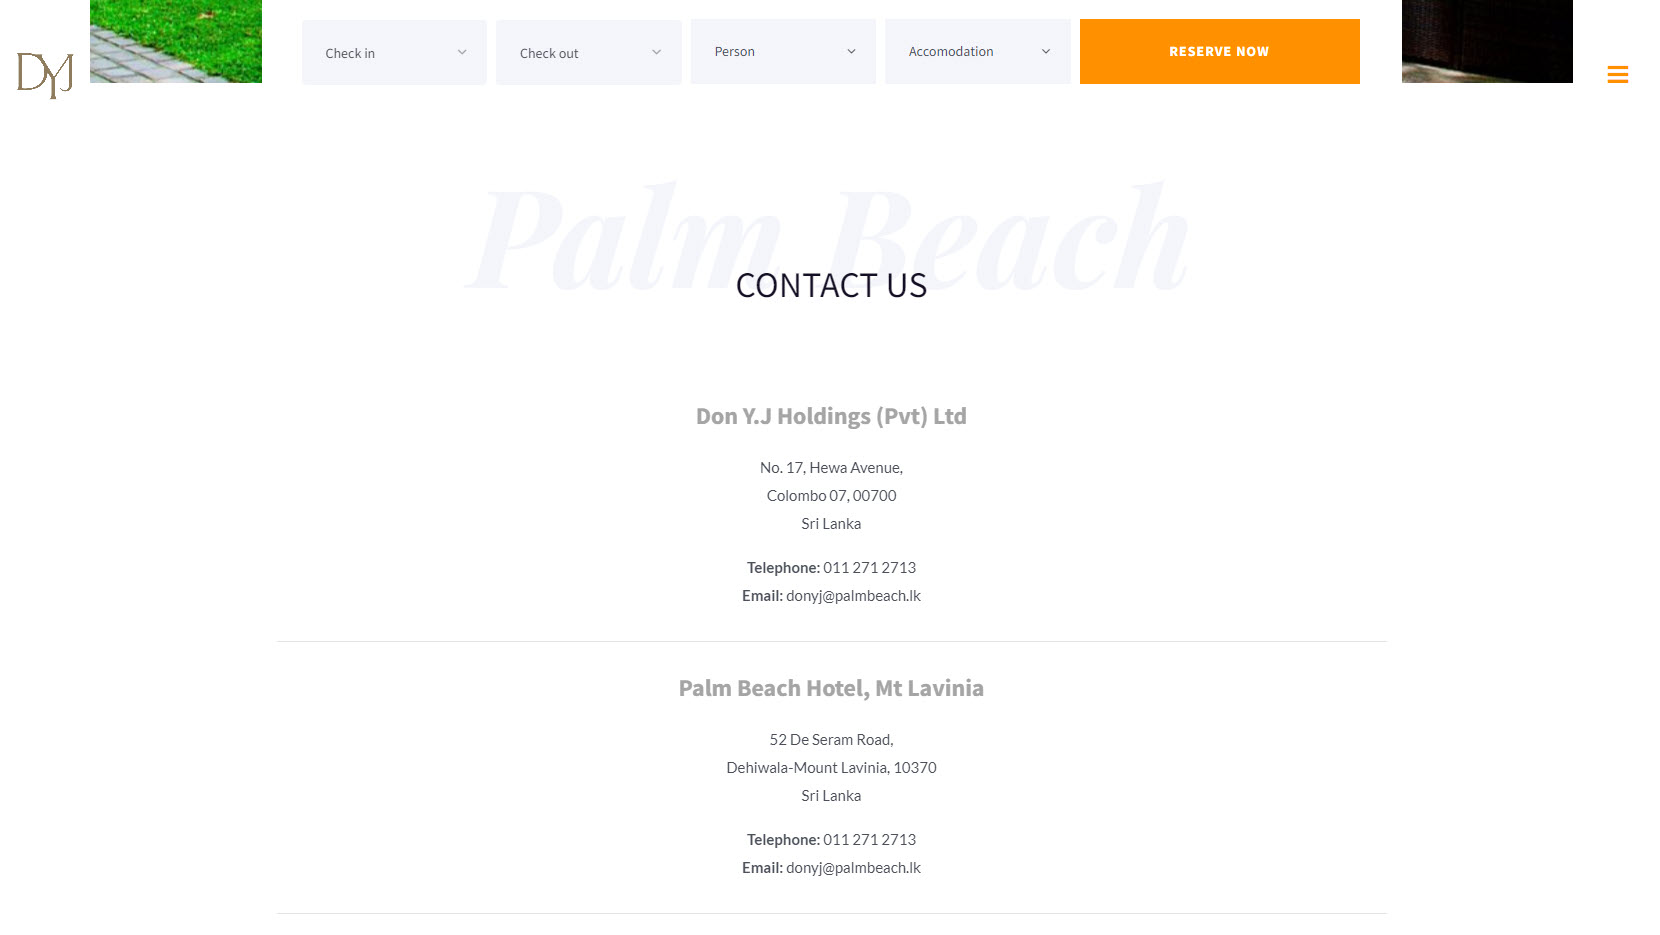 DYJ
Check in
Check out
Person
Accomodation
RESERVE NOW
Palm Beach
CONTACT US
Don Y.J Holdings (Pvt) Ltd
No. 17, Hewa Avenue,
Colombo 07, 00700
Sri Lanka
Telephone: 011 271 2713
Email: donyj@palmbeach.lk
Palm Beach Hotel, Mt Lavinia
52 De Seram Road,
Dehiwala-Mount Lavinia, 10370
Sri Lanka
Telephone: 011 271 2713
Email: donyj@palmbeach.lk